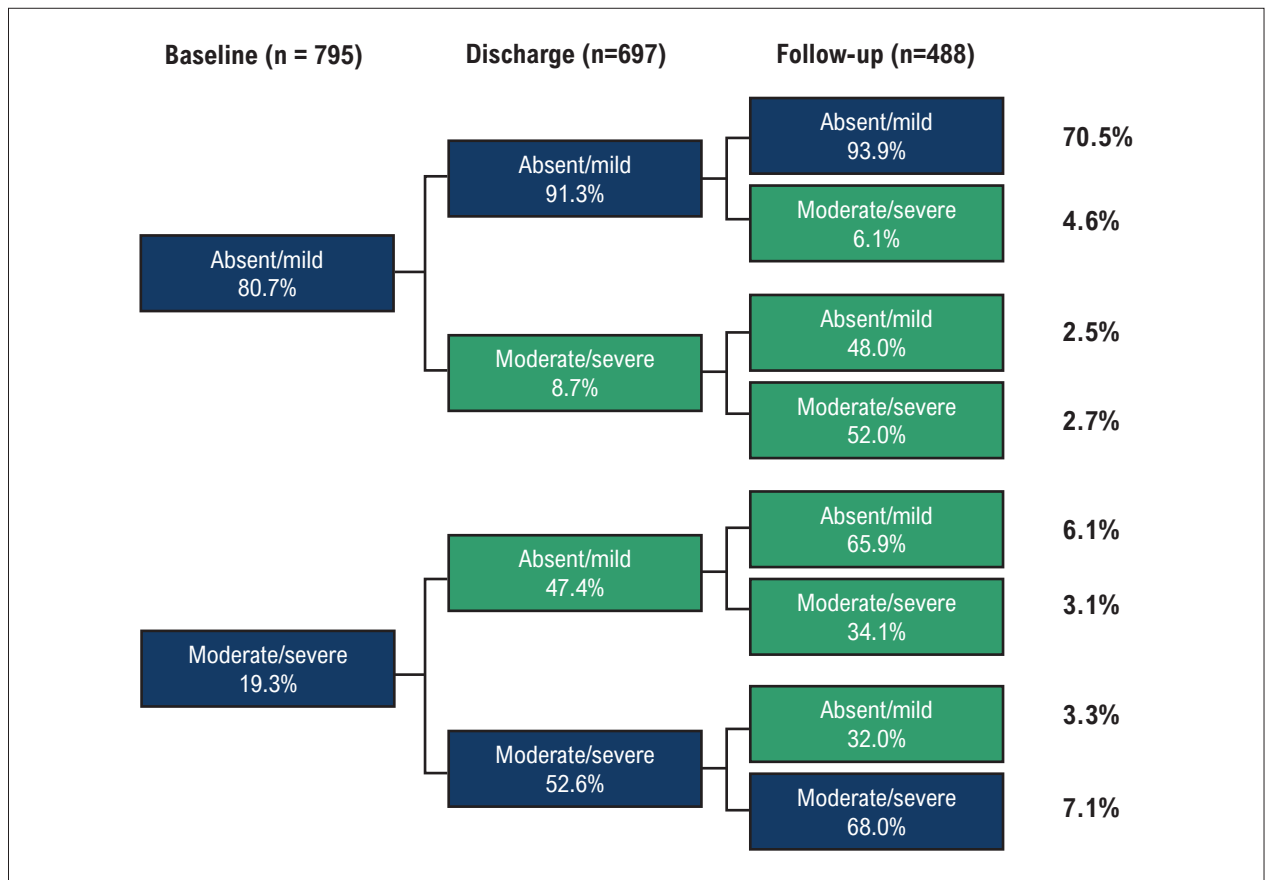 Baseline (n = 795)
Discharge (n=697)
Follow-up (n=488)
Absent/mild
80.7%
Absent/mild
91.3%
Absent/mild
93.9%
70.5%
Moderate/severe
6.1%
4.6%
Moderate/severe
8.7%
Absent/mild
48.0%
2.5%
Moderate/severe
52.0%
2.7%
Moderate/severe
19.3%
Absent/mild
47.4%
Absent/mild
65.9%
6.1%
Moderate/severe
34.1%
3.1%
Moderate/severe
52.6%
Absent/mild
32.0%
3.3%
Moderate/severe
68.0%
7.1%